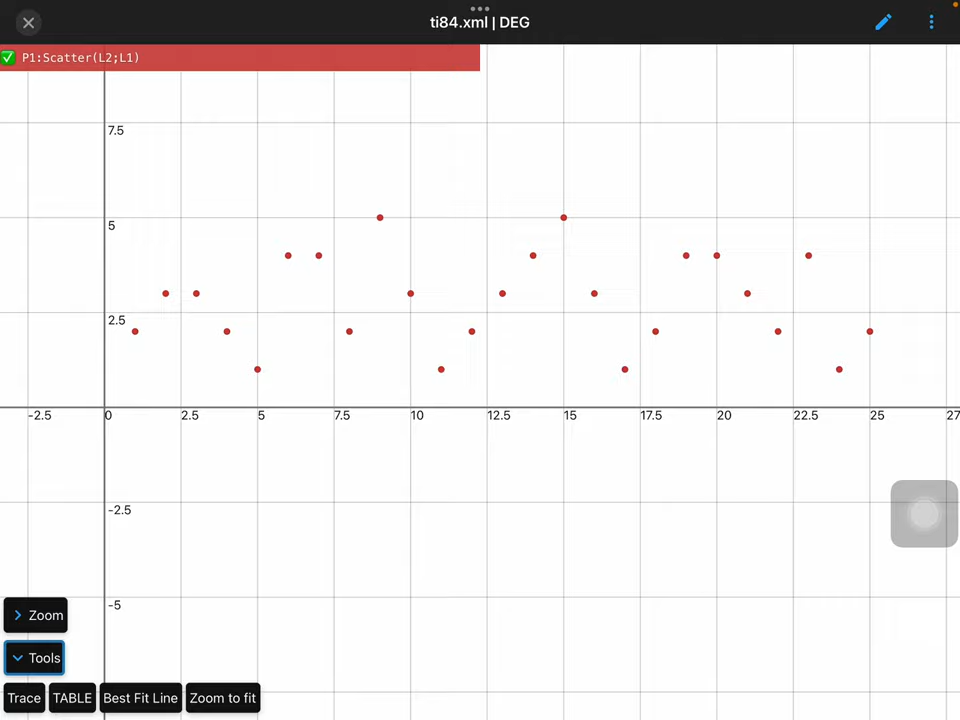 ti84.xml | DEG
P1:Scatter(L2;L1)
7.5
5
2.5
-2.5 0 2.5 5 7.5 10 12.5 15 17.5 20 22.5 25 27
-2.5
-5
Zoom
Tools
Trace TABLE Best Fit Line Zoom to fit